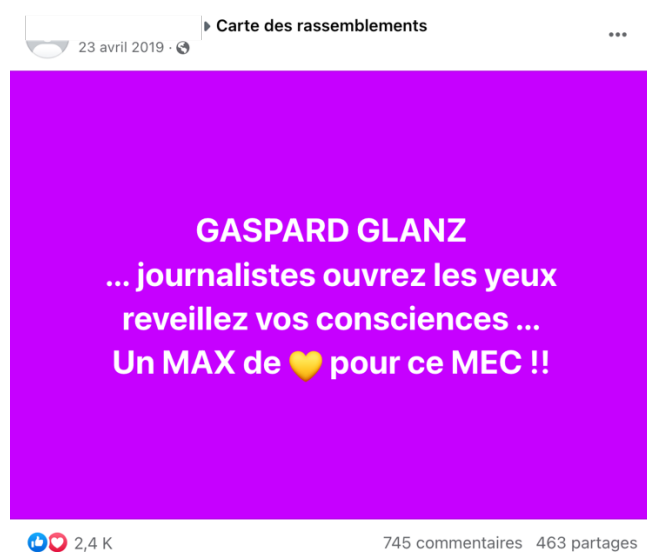 Carte des rassemblements
23 avril 2019 ·
GASPARD GLANZ
... journalistes ouvrez les yeux
reveillez vos consciences ...
Un MAX de 💛 pour ce MEC !!
2,4 K 745 commentaires 463 partages